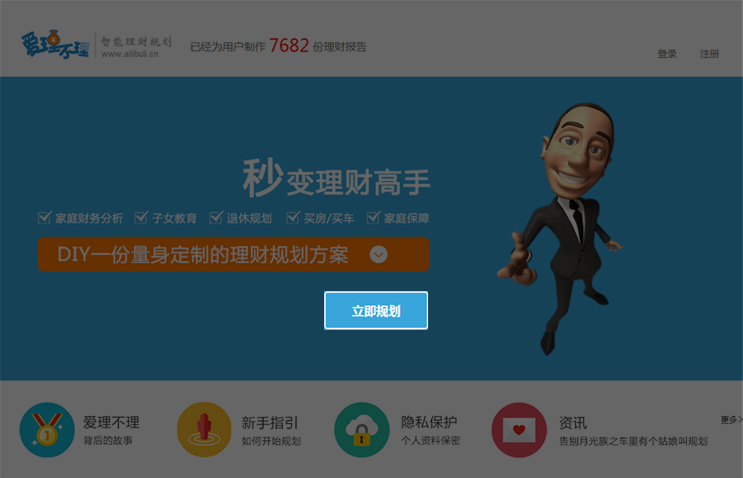 爱理不理
智能理财规划
www.ailibuli.cn
已经为用户制作 7682 份理财报告
登录 注册
秒变理财高手
家庭财务分析 子女教育 退休规划 买房/买车 家庭保障
DIY一份量身定制的理财规划方案
立即规划
爱理不理
背后的故事
新手指引
如何开始规划
隐私保护
个人资料保密
资讯
告别月光族之车里有个姑娘叫规划
更多>
1